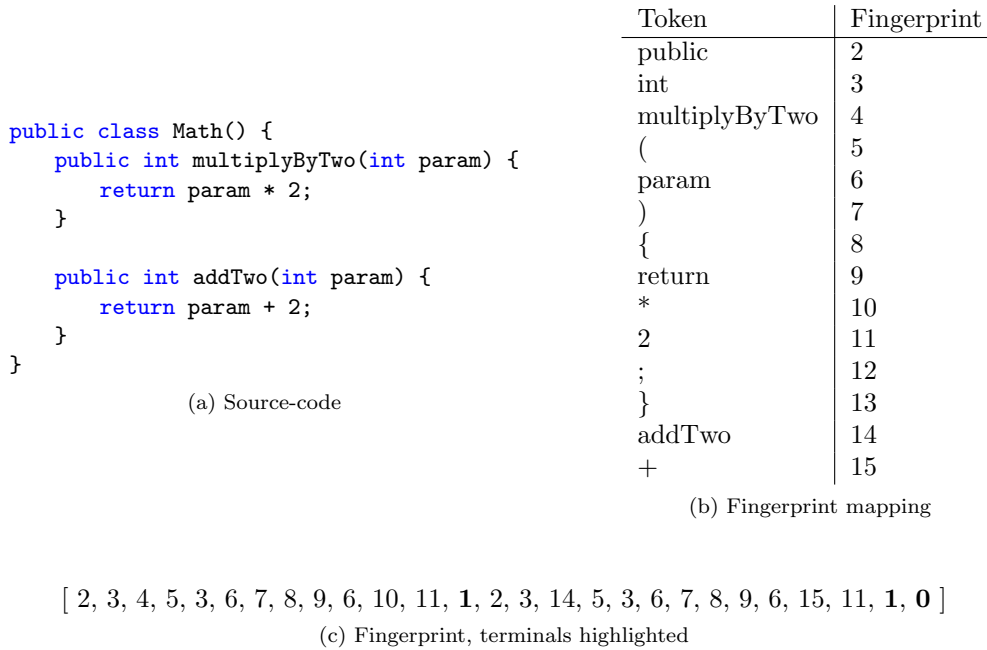 public class Math() {
public int multiplyByTwo(int param) {
return param * 2;
}
public int addTwo(int param) {
return param + 2;
}
}
(a) Source-code
Token Fingerprint
public 2
int 3
multiplyByTwo 4
( 5
param 6
) 7
{ 8
return 9
* 10
2 11
; 12
} 13
addTwo 14
+ 15
(b) Fingerprint mapping
[ 2, 3, 4, 5, 3, 6, 7, 8, 9, 6, 10, 11, 1, 2, 3, 14, 5, 3, 6, 7, 8, 9, 6, 15, 11, 1, 0 ]
(c) Fingerprint, terminals highlighted